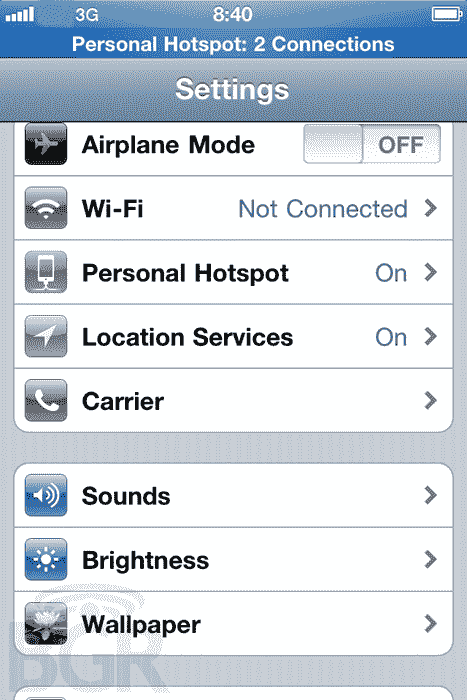 3G 8:40
Personal Hotspot: 2 Connections
Settings
Airplane Mode OFF
Wi-Fi Not Connected
Personal Hotspot On
Location Services On
Carrier
Sounds
Brightness
Wallpaper
BGR